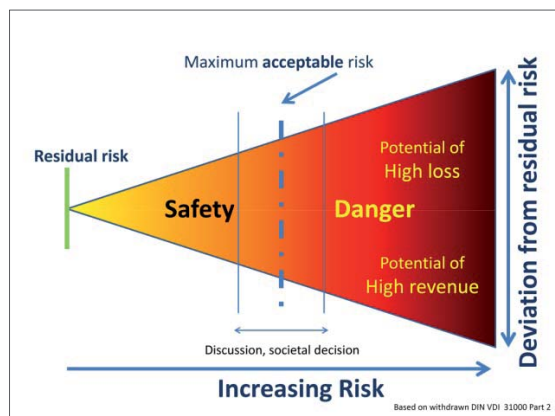 Maximum acceptable risk
Residual risk
Safety
Danger
Potential of
High loss
Potential of
High revenue
Deviation from residual risk
Discussion, societal decision
Increasing Risk
Based on withdrawn DIN VDI 31000 Part 2